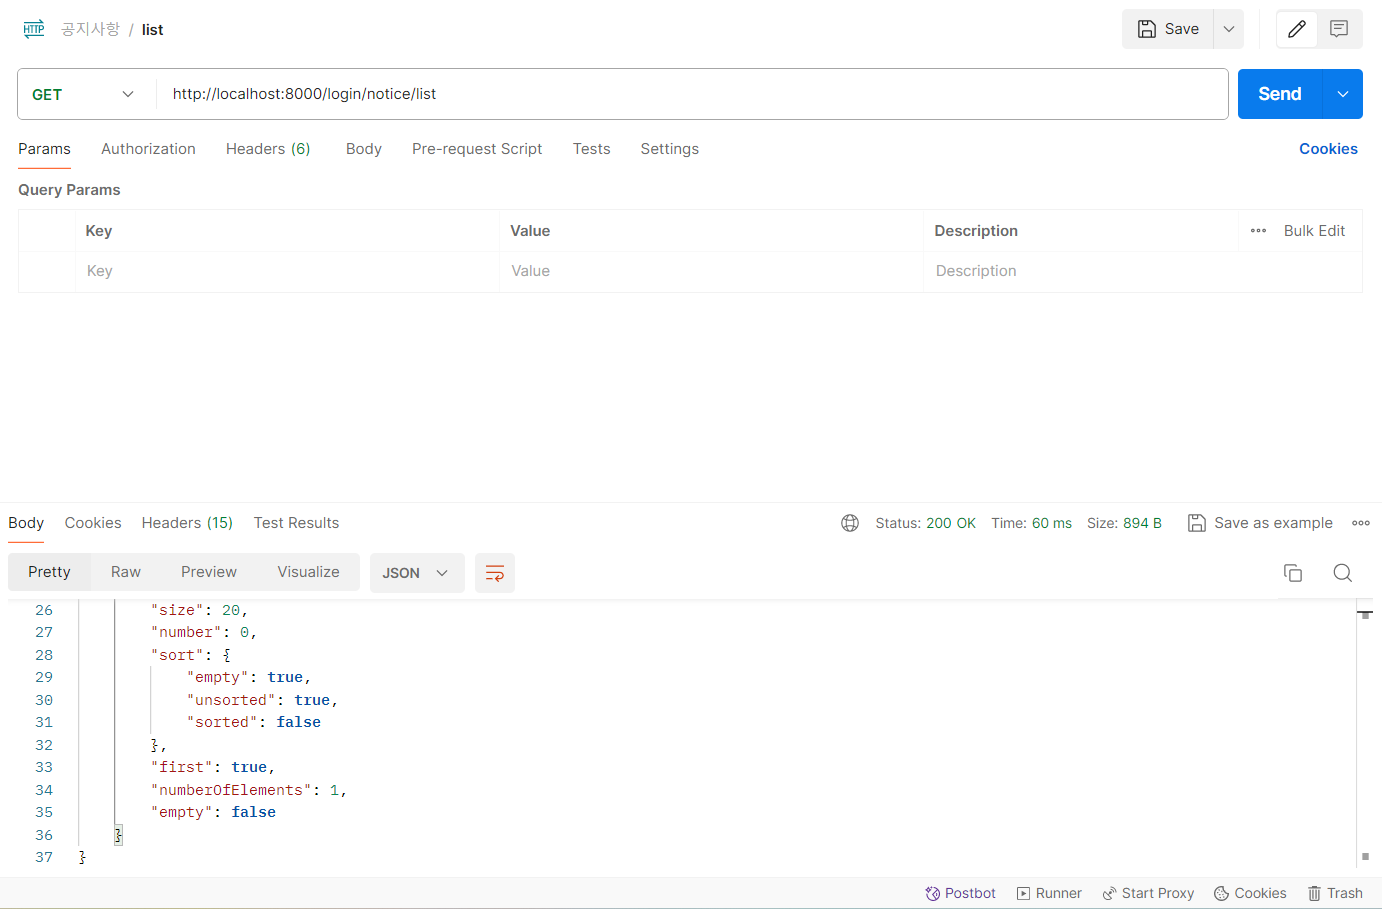 HTTP 공지사항 / list Save
GET http://localhost:8000/login/notice/list Send
Params Authorization Headers (6) Body Pre-request Script Tests Settings Cookies
Query Params
Key Value Description Bulk Edit
Key Value Description
Body Cookies Headers (15) Test Results Status: 200 OK Time: 60 ms Size: 894 B Save as example
Pretty Raw Preview Visualize JSON
26 "size": 20,
27 "number": 0,
28 "sort": {
29 "empty": true,
30 "unsorted": true,
31 "sorted": false
32 },
33 "first": true,
34 "numberOfElements": 1,
35 "empty": false
36 }
37 }
Postbot Runner Start Proxy Cookies Trash